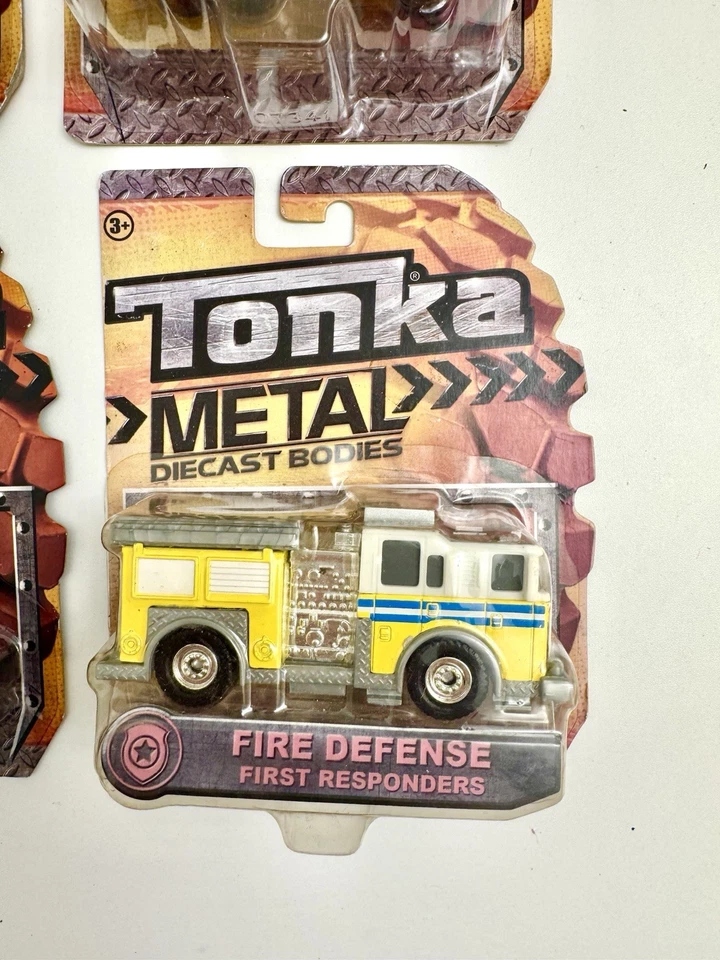 3+
Tonka®
METAL
DIECAST BODIES
FIRE DEFENSE
FIRST RESPONDERS